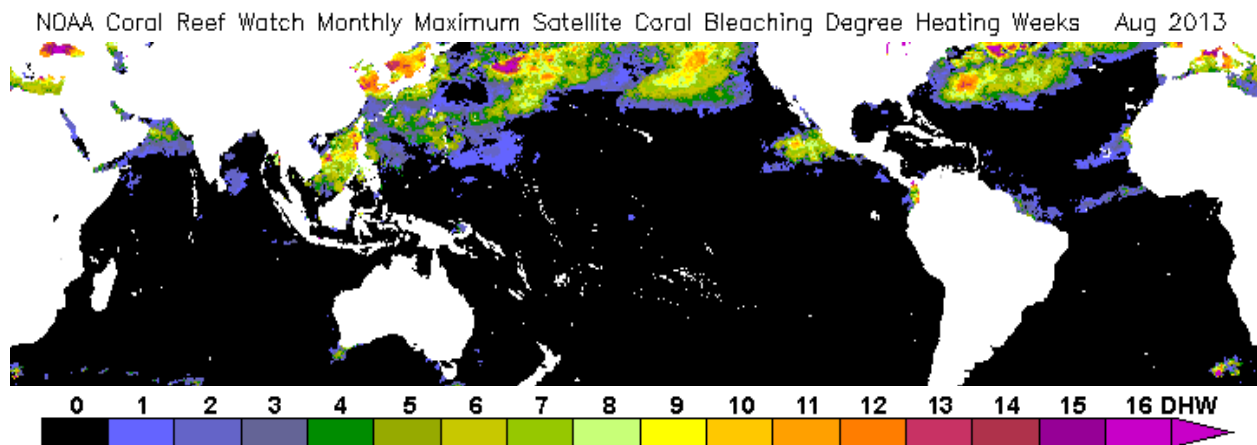 NOAA Coral Reef Watch Monthly Maximum Satellite Coral Bleaching Degree Heating Weeks Aug 2013
0 1 2 3 4 5 6 7 8 9 10 11 12 13 14 15 16 DHW